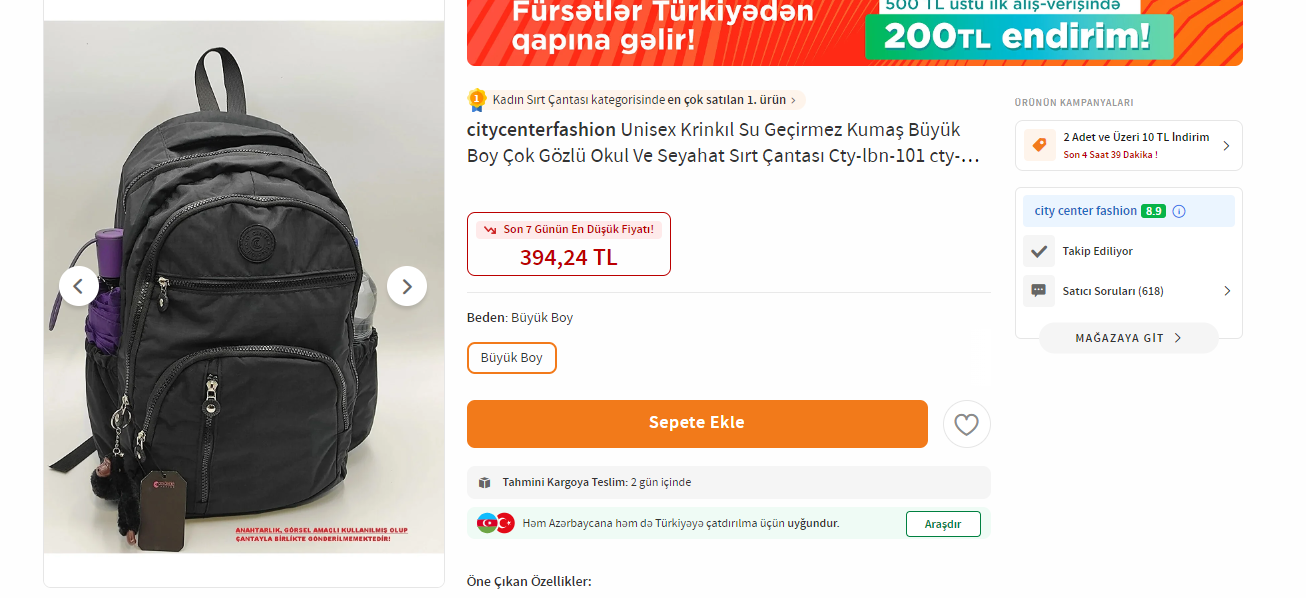 Fürsətlər Türkiyədən
qapına gəlir!
500 TL üstü ilk alış-verişində
200TL endirim!
1
Kadın Sırt Çantası kategorisinde en çok satılan 1. ürün
citycenterfashion Unisex Krinkıl Su Geçirmez Kumaş Büyük
Boy Çok Gözlü Okul Ve Seyahat Sırt Çantası Cty-lbn-101 cty-...
Son 7 Günün En Düşük Fiyatı!
394,24 TL
Beden: Büyük Boy
Büyük Boy
Sepete Ekle
Tahmini Kargoya Teslim: 2 gün içinde
Həm Azərbaycana həm də Türkiyəyə çatdırılma üçün uyğundur.
Araşdır
Öne Çıkan Özellikler:
ÜRÜNÜN KAMPANYALARI
2 Adet ve Üzeri 10 TL İndirim
Son 4 Saat 39 Dakika !
city center fashion 8.9
Takip Ediliyor
Satıcı Soruları (618)
MAĞAZAYA GİT
ANAHTARLIK, GÖRSEL AMAÇLI KULLANILMIŞ OLUP
ÇANTAYLA BİRLİKTE GÖNDERİLMEMEKTEDİR!